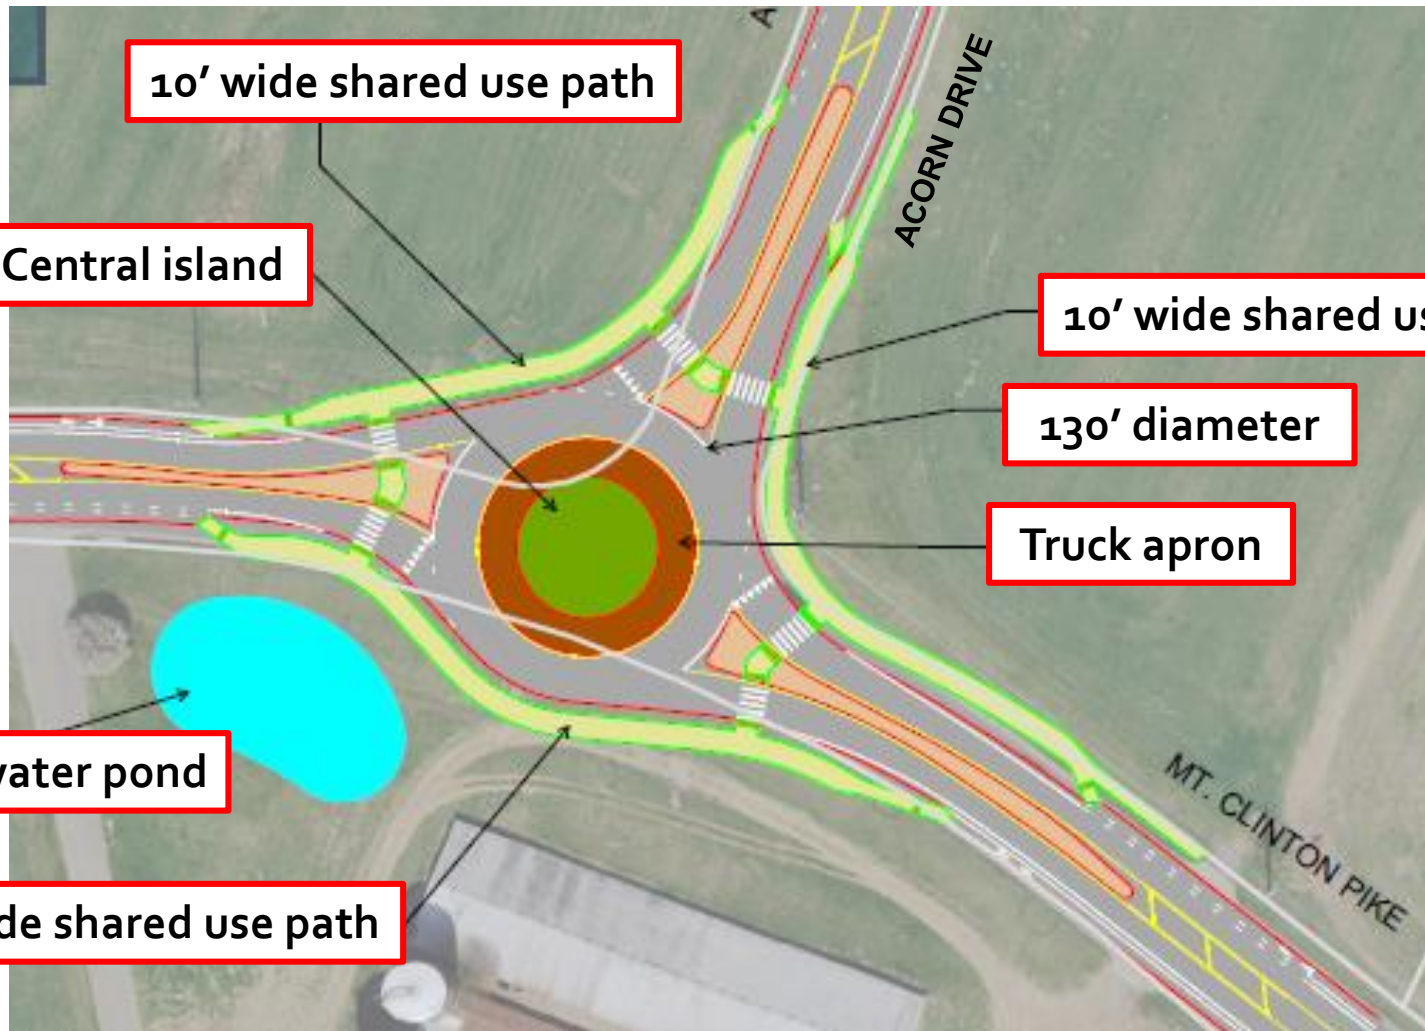 A
10' wide shared use path
ACORN DRIVE
Central island
10' wide shared us
130' diameter
Truck apron
water pond
MT. CLINTON PIKE
de shared use path